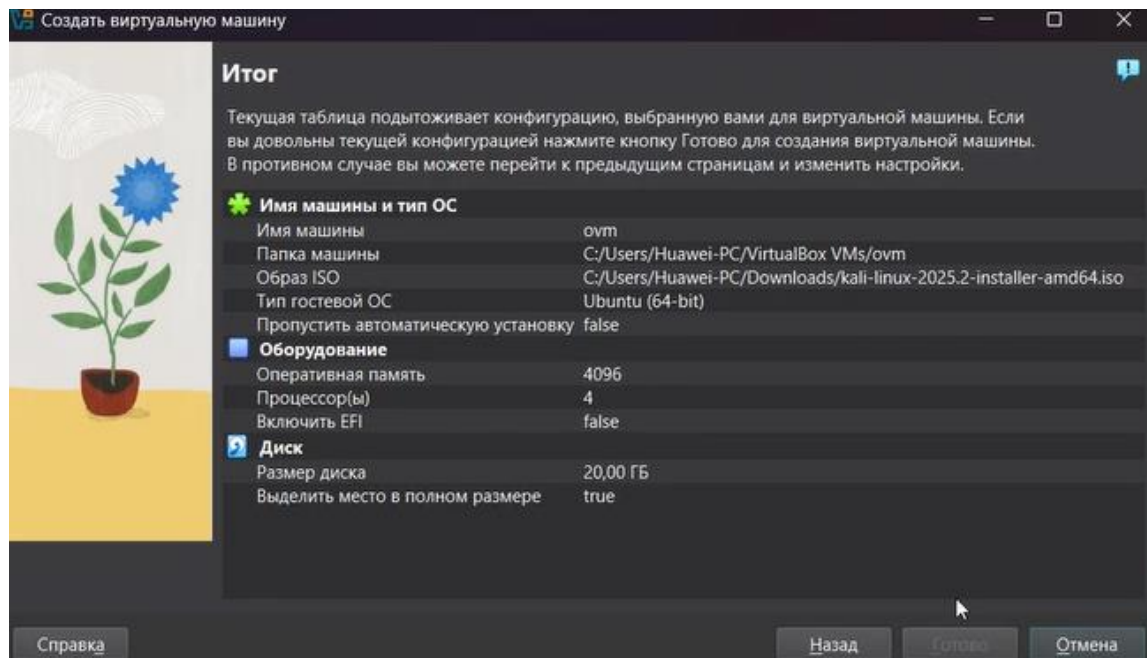 Создать виртуальную машину
Итог
Текущая таблица подытоживает конфигурацию, выбранную вами для виртуальной машины. Если
вы довольны текущей конфигурацией нажмите кнопку Готово для создания виртуальной машины.
В противном случае вы можете перейти к предыдущим страницам и изменить настройки.
Имя машины и тип ОС
Имя машины ovm
Папка машины C:/Users/Huawei-PC/VirtualBox VMs/ovm
Образ ISO C:/Users/Huawei-PC/Downloads/kali-linux-2025.2-installer-amd64.iso
Тип гостевой ОС Ubuntu (64-bit)
Пропустить автоматическую установку false
Оборудование
Оперативная память 4096
Процессор(ы) 4
Включить EFI false
Диск
Размер диска 20,00 ГБ
Выделить место в полном размере true
Справка Назад Готово Отмена